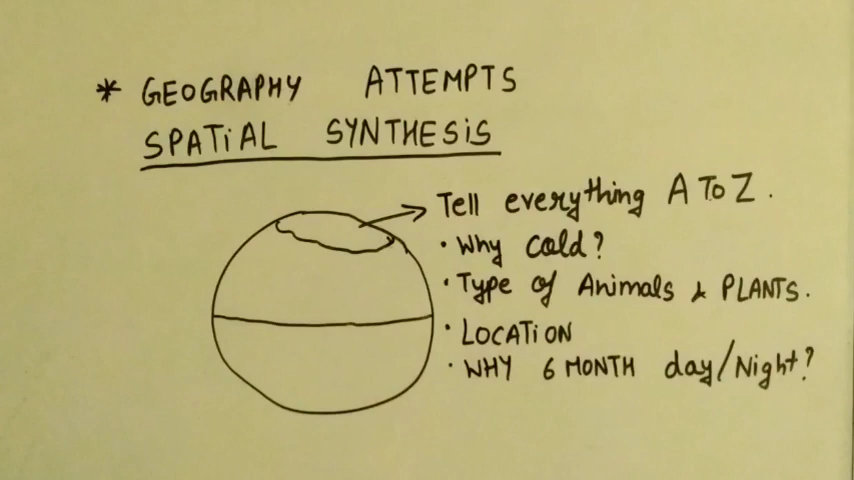 * GEOGRAPHY ATTEMPTS
SPATiAL SYNTHESiS
Tell everything A To Z.
· Why cold?
· Type of Animals & PLANTS.
· LOCATiON
· WHY 6 MONTH day/Night?